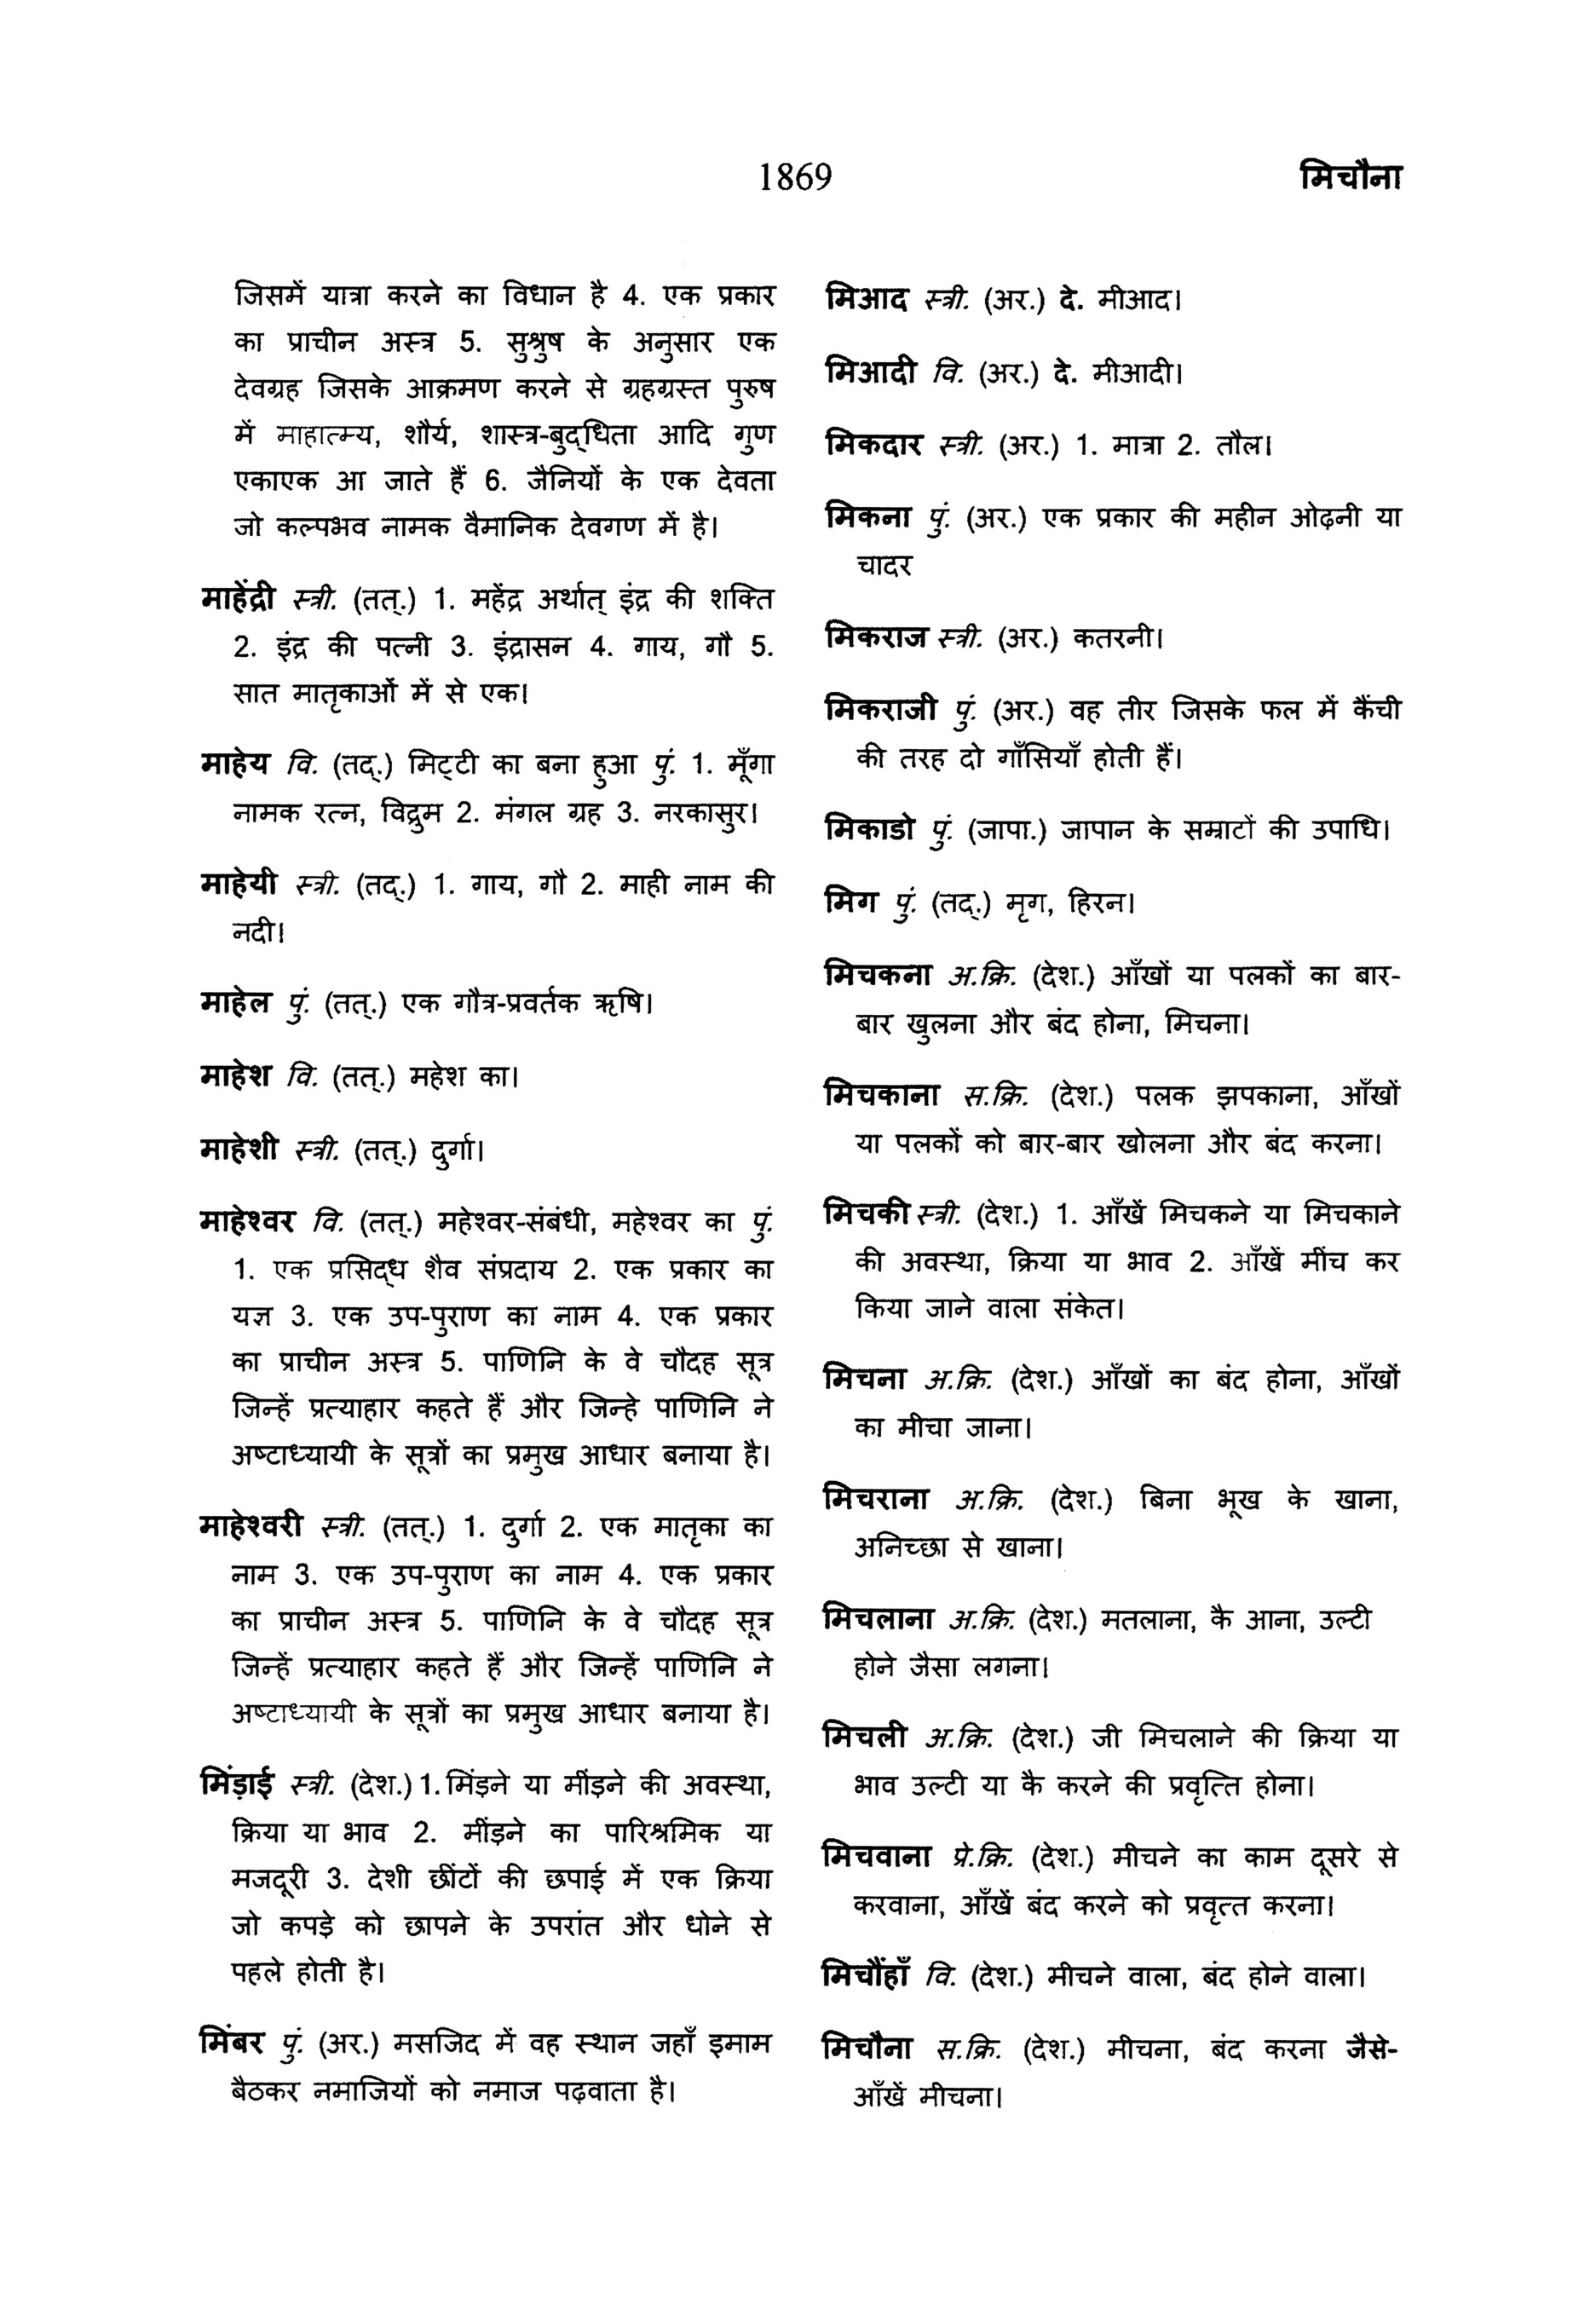 1869
मिचौना
जिसमें यात्रा करने का विधान है 4. एक प्रकार
का प्राचीन अस्त्र 5. सुश्रुष के अनुसार एक
देवग्रह जिसके आक्रमण करने से ग्रहग्रस्त पुरुष
में माहात्म्य, शौर्य, शास्त्र-बुद्‌धिता आदि गुण
एकाएक आ जाते हैं 6. जैनियों के एक देवता
जो कल्पभव नामक वैमानिक देवगण में है।
माहेंद्री स्त्री. (तत्.) 1. महेंद्र अर्थात् इंद्र की शक्ति
2. इंद्र की पत्नी 3. इंद्रासन 4. गाय, गौ 5.
सात मातृकाओं में से एक।
माहेय वि. (तद्.) मिट्‌टी का बना हुआ पुं. 1. मूँगा
नामक रत्न, विद्रुम 2. मंगल ग्रह 3. नरकासुर।
माहेयी स्त्री. (तद्.) 1. गाय, गौ 2. माही नाम की
नदी।
माहेल पुं. (तत्.) एक गौत्र-प्रवर्तक ऋषि।
माहेश वि. (तत्.) महेश का।
माहेशी स्त्री. (तत्.) दुर्गा।
माहेश्वर वि. (तत्.) महेश्वर-संबंधी, महेश्वर का पुं.
1. एक प्रसिद्‌ध शैव संप्रदाय 2. एक प्रकार का
यज्ञ 3. एक उप-पुराण का नाम 4. एक प्रकार
का प्राचीन अस्त्र 5. पाणिनि के वे चौदह सूत्र
जिन्हें प्रत्याहार कहते हैं और जिन्हे पाणिनि ने
अष्टाध्यायी के सूत्रों का प्रमुख आधार बनाया है।
माहेश्वरी स्त्री. (तत्.) 1. दुर्गा 2. एक मातृका का
नाम 3. एक उप-पुराण का नाम 4. एक प्रकार
का प्राचीन अस्त्र 5. पाणिनि के वे चौदह सूत्र
जिन्हें प्रत्याहार कहते हैं और जिन्हें पाणिनि ने
अष्टाध्यायी के सूत्रों का प्रमुख आधार बनाया है।
मिंड़ाई स्त्री. (देश.) 1. मिंड़ने या मींड़ने की अवस्था,
क्रिया या भाव 2. मींड़ने का पारिश्रमिक या
मजदूरी 3. देशी छींटों की छपाई में एक क्रिया
जो कपड़े को छापने के उपरांत और धोने से
पहले होती है।
मिंबर पुं. (अर.) मसजिद में वह स्थान जहाँ इमाम
बैठकर नमाजियों को नमाज पढ़वाता है।
मिआद स्त्री. (अर.) दे. मीआद।
मिआदी वि. (अर.) दे. मीआदी।
मिकदार स्त्री. (अर.) 1. मात्रा 2. तौल।
मिकना पुं. (अर.) एक प्रकार की महीन ओढ़नी या
चादर
मिकराज स्त्री. (अर.) कतरनी।
मिकराजी पुं. (अर.) वह तीर जिसके फल में कैंची
की तरह दो गाँसियाँ होती हैं।
मिकाडो पुं. (जापा.) जापान के सम्राटों की उपाधि।
मिग पुं. (तद्.) मृग, हिरन।
मिचकना अ.क्रि. (देश.) आँखों या पलकों का बार-
बार खुलना और बंद होना, मिचना।
मिचकाना स.क्रि. (देश.) पलक झपकाना, आँखों
या पलकों को बार-बार खोलना और बंद करना।
मिचकी स्त्री. (देश.) 1. आँखें मिचकने या मिचकाने
की अवस्था, क्रिया या भाव 2. आँखें मींच कर
किया जाने वाला संकेत।
मिचना अ.क्रि. (देश.) आँखों का बंद होना, आँखों
का मीचा जाना।
मिचराना अ.क्रि. (देश.) बिना भूख के खाना,
अनिच्छा से खाना।
मिचलाना अ.क्रि. (देश.) मतलाना, कै आना, उल्टी
होने जैसा लगना।
मिचली अ.क्रि. (देश.) जी मिचलाने की क्रिया या
भाव उल्टी या कै करने की प्रवृत्ति होना।
मिचवाना प्रे.क्रि. (देश.) मीचने का काम दूसरे से
करवाना, आँखें बंद करने को प्रवृत्त करना।
मिचौंहाँ वि. (देश.) मीचने वाला, बंद होने वाला।
मिचौना स.क्रि. (देश.) मीचना, बंद करना जैसे-
आँखें मीचना।